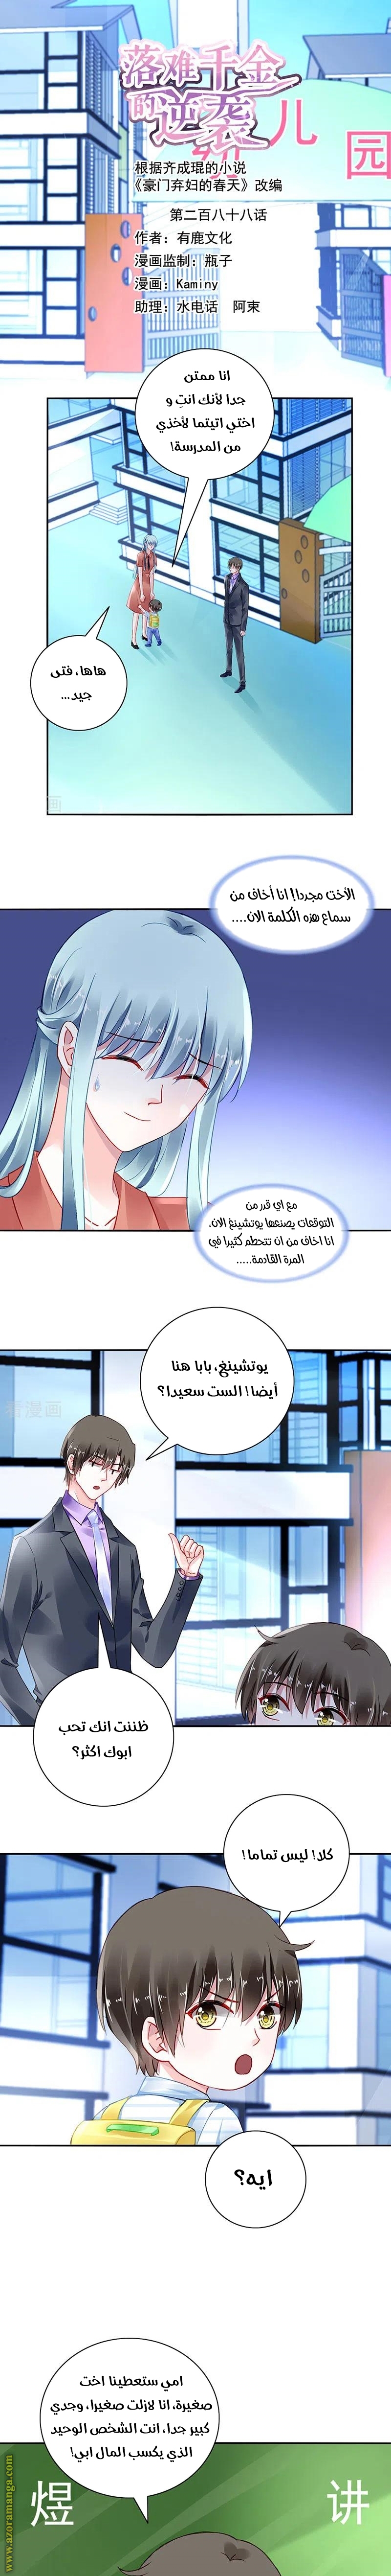 落难千金
的逆袭
幼儿园
根据齐成琨的小说
《豪门弃妇的春天》改编
第二百八十八话
作者：有鹿文化
漫画监制：瓶子
漫画：Kaminy
助理：水电话 阿束
انا ممتن
جدا لأنك انتِ و
اختي اتيتما لأخذي
من المدرسة!
هاها، فتى
جيد...
الأخت مجردا! انا أخاف من
سماع هذه الكلمة الان....
مع اي قدر من
التوقعات يصنعها يوتشينغ الان،
انا اخاف من ان تتحطم كثيرا في
المرة القادمة.....
يوتشينغ، بابا هنا
أيضا! الست سعيدا؟
看漫画
ظننت انك تحب
ابوك اكثر؟
كلا! ليس تماما!
ايه؟
امي ستعطينا اخت
صغيرة، انا لازلت صغيرا، وجدي
كبير جدا، انت الشخص الوحيد
الذي يكسب المال ابي!
煜 讲
www.azoramanga.com